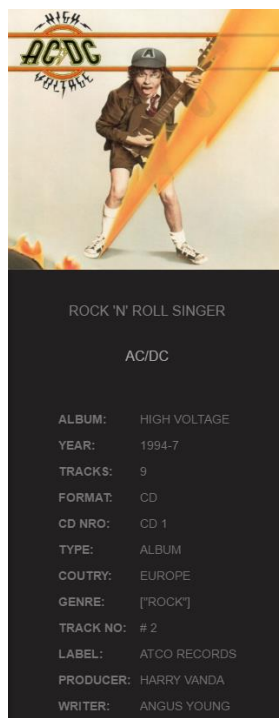 HIGH
AC/DC
VOLTAGE
A
ROCK 'N' ROLL SINGER
AC/DC
ALBUM: HIGH VOLTAGE
YEAR: 1994-7
TRACKS: 9
FORMAT: CD
CD NRO: CD 1
TYPE: ALBUM
COUTRY: EUROPE
GENRE: ["ROCK"]
TRACK NO: # 2
LABEL: ATCO RECORDS
PRODUCER: HARRY VANDA
WRITER: ANGUS YOUNG